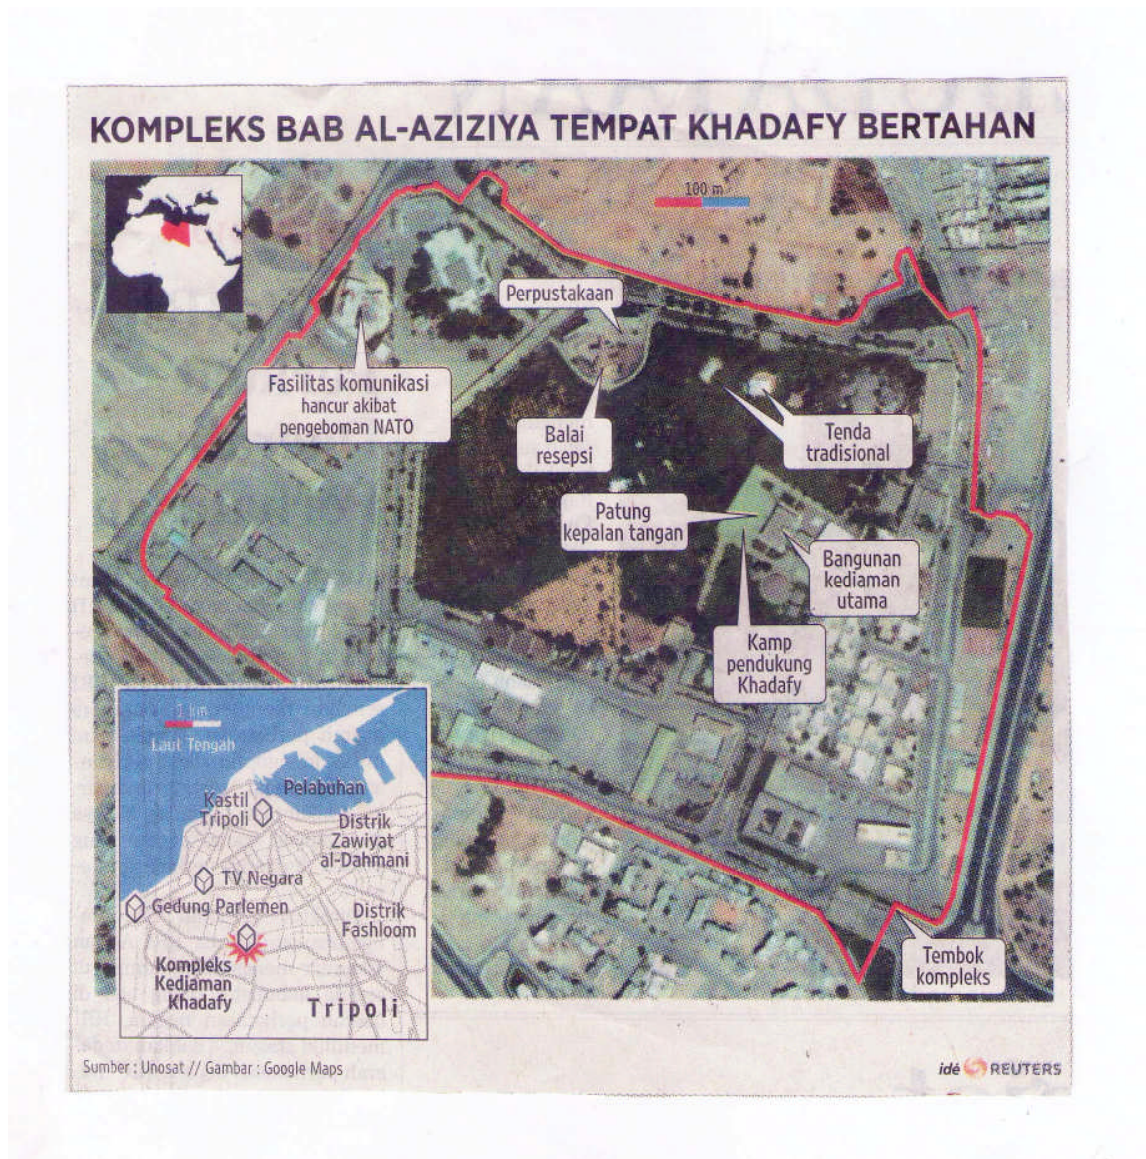 KOMPLEKS BAB AL-AZIZIYA TEMPAT KHADAFY BERTAHAN
100 m
Perpustakaan
Fasilitas komunikasi
hancur akibat
pengeboman NATO
Balai
resepsi
Tenda
tradisional
Patung
kepalan tangan
Bangunan
kediaman
utama
Kamp
pendukung
Khadafy
1 km
Laut Tengah
Pelabuhan
Kastil
Tripoli
Distrik
Zawiyat
al-Dahmani
TV Negara
Gedung Parlemen
Distrik
Fashloom
Kompleks
Kediaman
Khadafy
Tripoli
Tembok
kompleks
Sumber : Unosat // Gambar : Google Maps
idé REUTERS